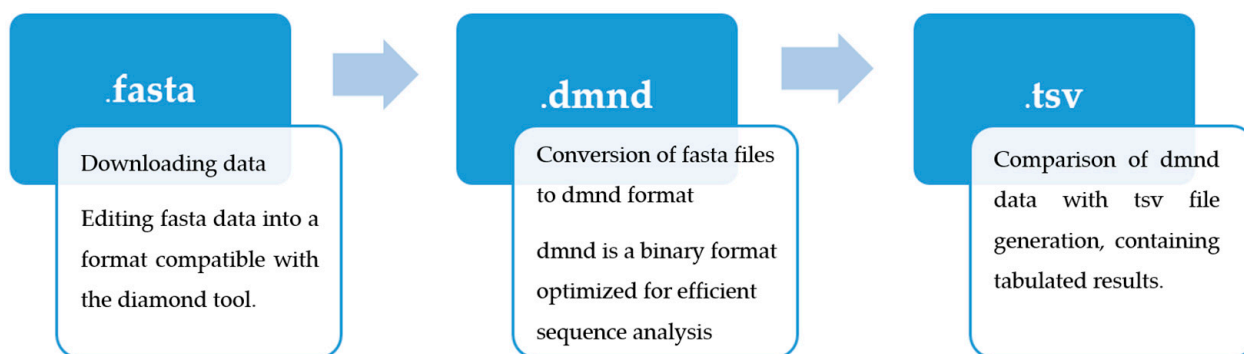 .fasta
Downloading data
Editing fasta data into a
format compatible with
the diamond tool.
.dmnd
Conversion of fasta files
to dmnd format
dmnd is a binary format
optimized for efficient
sequence analysis
.tsv
Comparison of dmnd
data with tsv file
generation, containing
tabulated results.